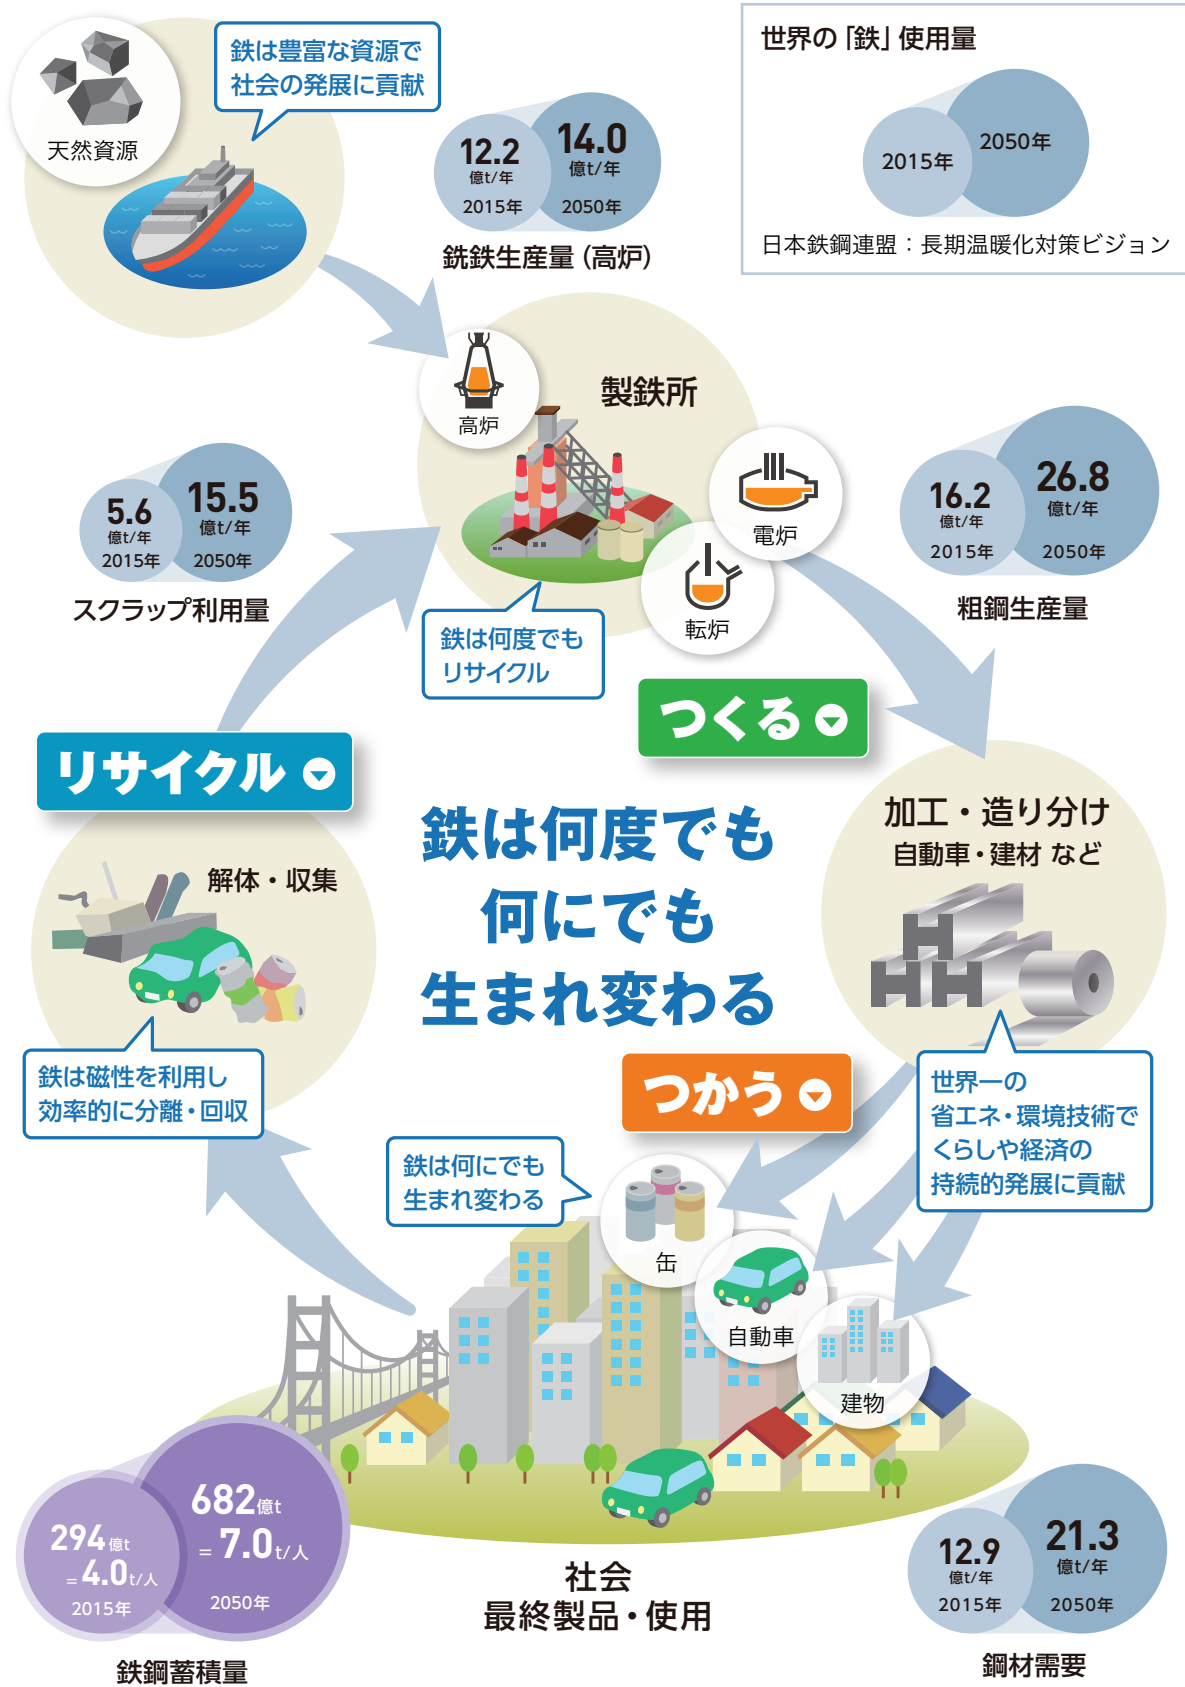 鉄は豊富な資源で
社会の発展に貢献
天然資源
12.2
億t/年
2015年
14.0
億t/年
2050年
銑鉄生産量(高炉)
世界の「鉄」使用量
2015年
2050年
日本鉄鋼連盟：長期温暖化対策ビジョン
高炉
製鉄所
電炉
転炉
5.6
億t/年
2015年
15.5
億t/年
2050年
スクラップ利用量
16.2
億t/年
2015年
26.8
億t/年
2050年
粗鋼生産量
鉄は何度でも
リサイクル
つくる
リサイクル
鉄は何度でも
何にでも
生まれ変わる
加工・造り分け
自動車・建材 など
解体・収集
鉄は磁性を利用し
効率的に分離・回収
つかう
世界一の
省エネ・環境技術で
くらしや経済の
持続的発展に貢献
鉄は何にでも
生まれ変わる
缶
自動車
建物
294億t
=4.0t/人
2015年
682億t
=7.0t/人
2050年
鉄鋼蓄積量
社会
最終製品・使用
12.9
億t/年
2015年
21.3
億t/年
2050年
鋼材需要